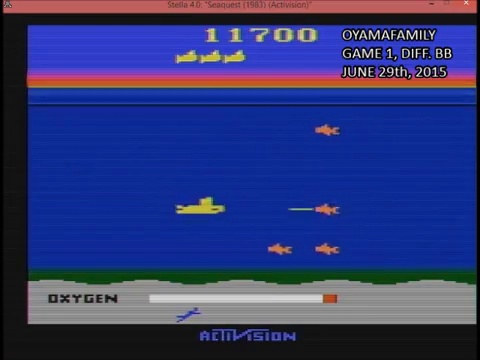 Stella 4.0: "Seaquest (1983) (Activision)"
11700
OYAMAFAMILY
GAME 1, DIFF. BB
JUNE 29th, 2015
OXYGEN
ACTIVISION